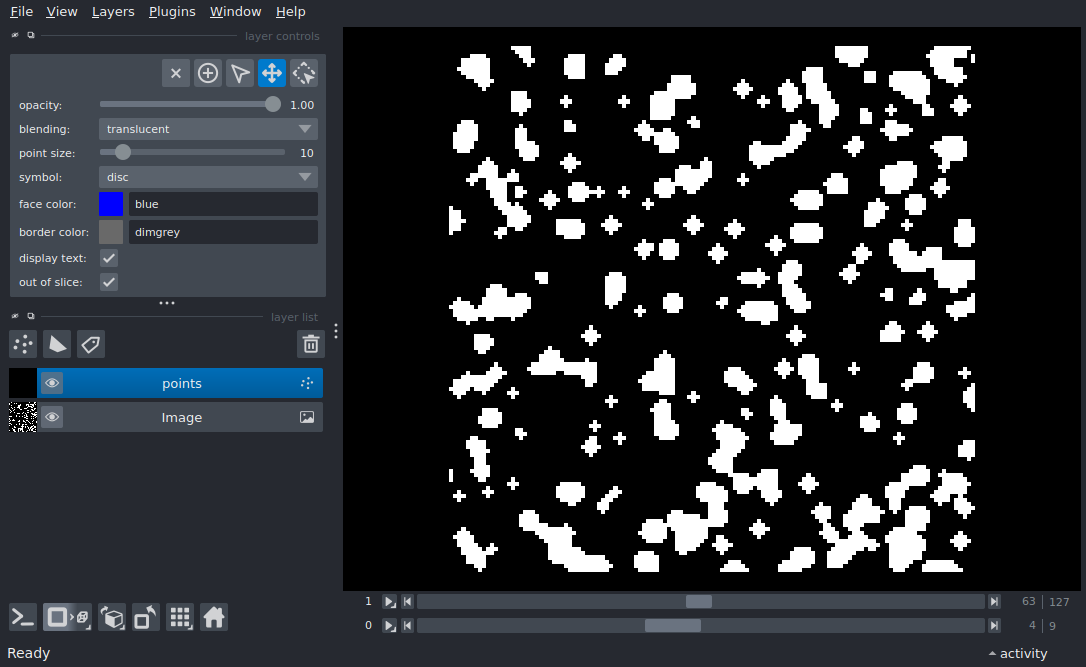 File View Layers Plugins Window Help
layer controls
opacity: 1.00
blending: translucent
point size: 10
symbol: disc
face color: blue
border color: dimgrey
display text:
out of slice:
layer list
points
Image
1 63 | 127
0 4 | 9
Ready activity